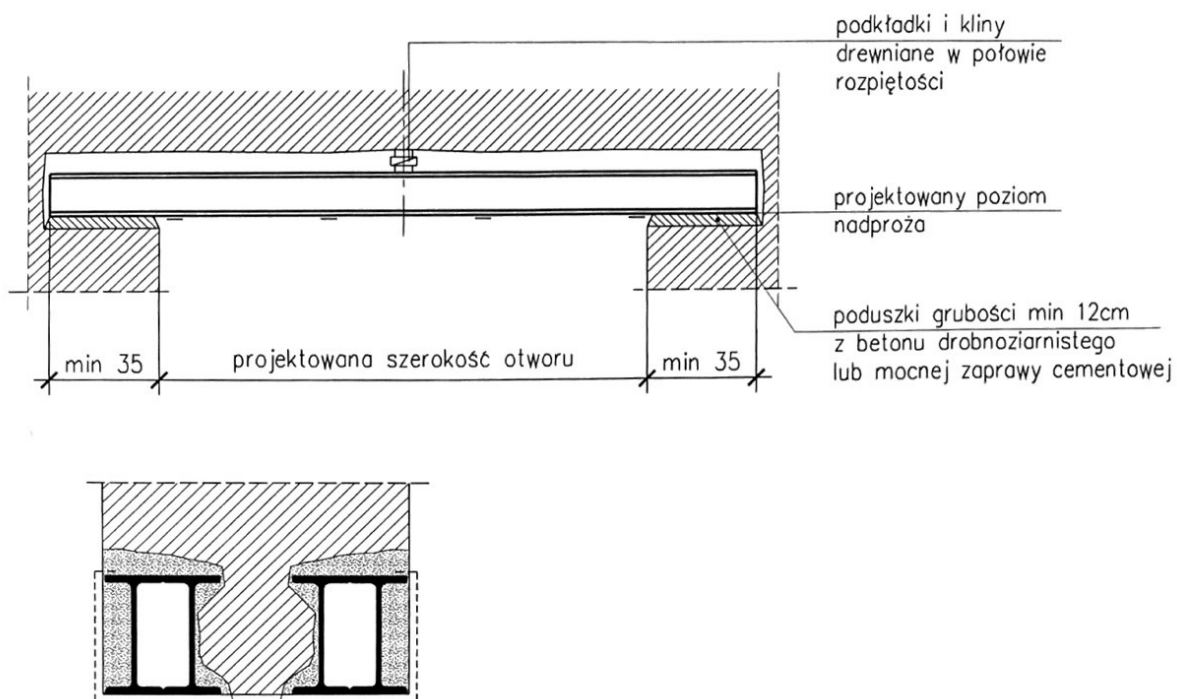 podkładki i kliny
drewniane w połowie
rozpiętości
projektowany poziom
nadproża
poduszki grubości min 12cm
z betonu drobnoziarnistego
lub mocnej zaprawy cementowej
min 35
projektowana szerokość otworu
min 35